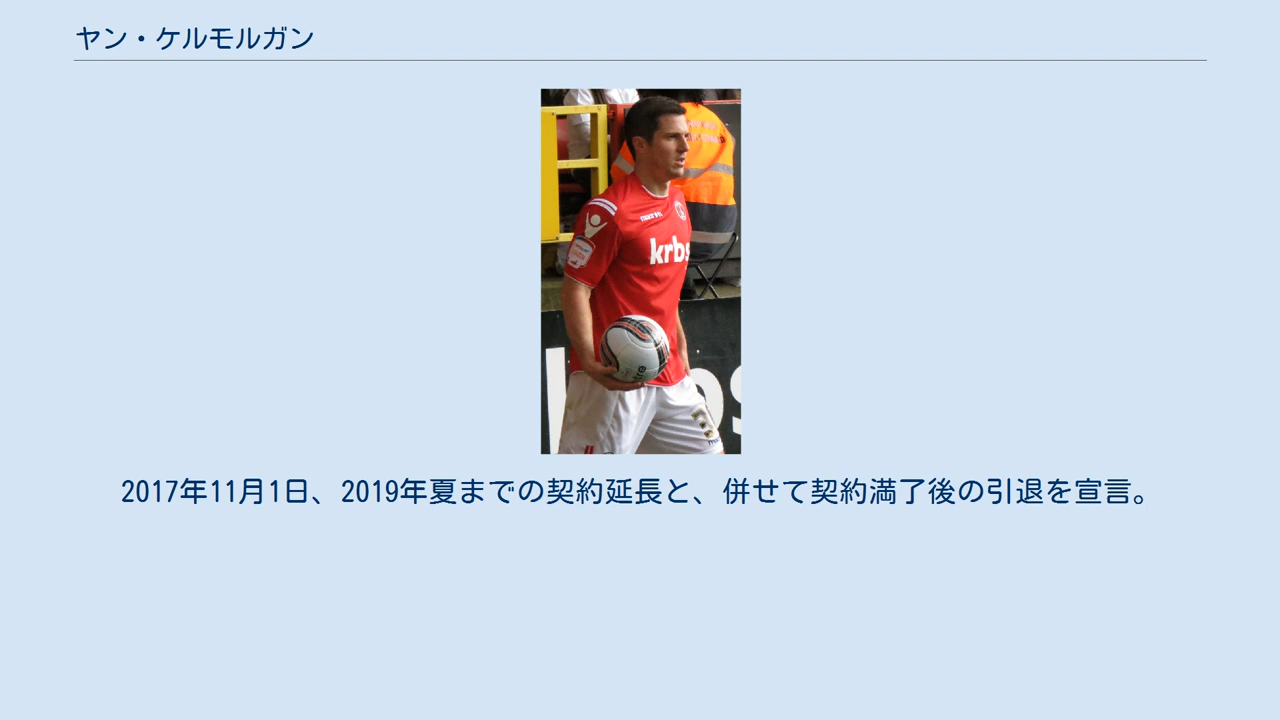 ヤン・ケルモルガン
krbs
2017年11月1日、2019年夏までの契約延長と、併せて契約満了後の引退を宣言。